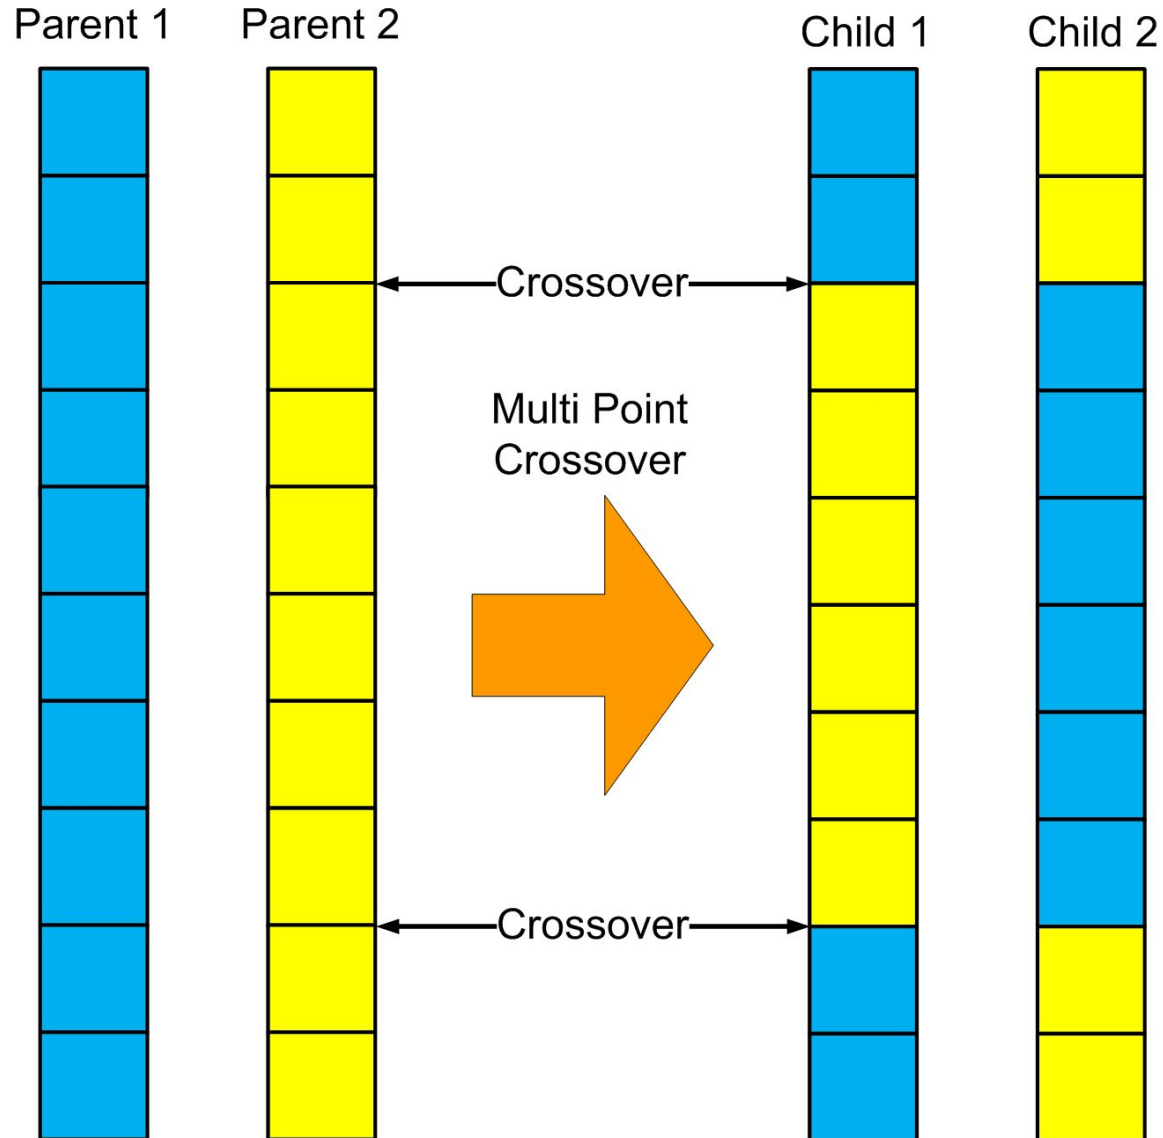 Parent 1
Parent 2
Child 1
Child 2
Crossover
Multi Point
Crossover
Crossover